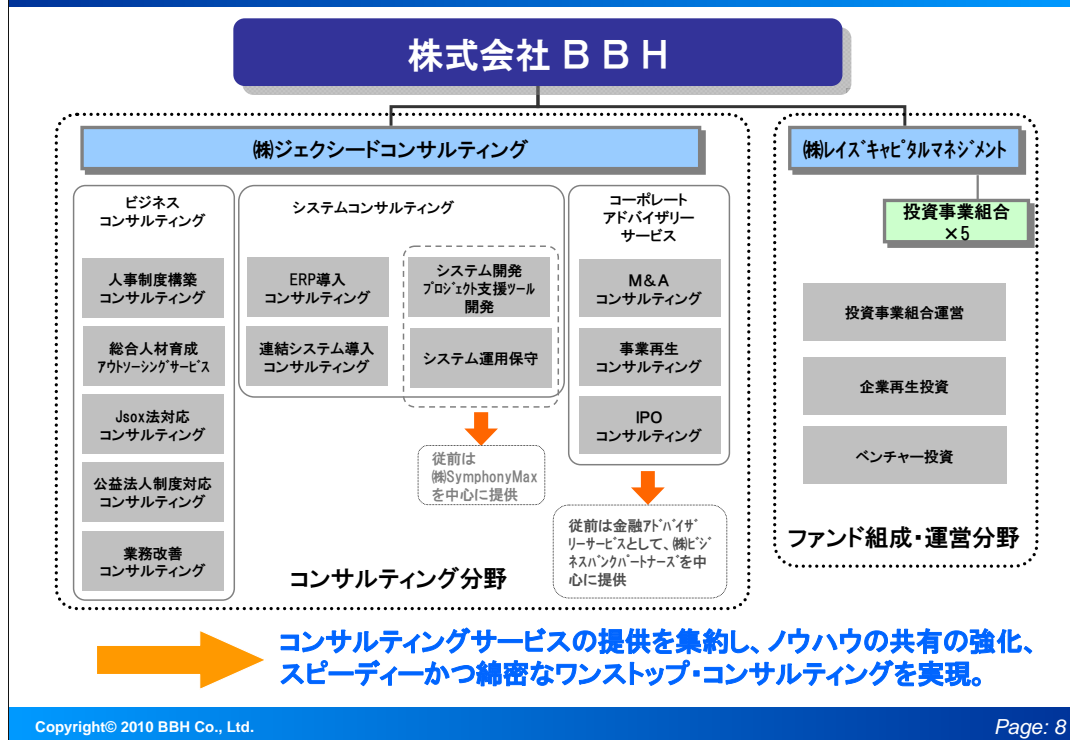 株式会社ＢＢＨ
㈱ジェクシードコンサルティング
㈱ﾚｲｽﾞｷｬﾋﾟﾀﾙﾏﾈｼﾞﾒﾝﾄ
投資事業組合
×5
ビジネス
コンサルティング
人事制度構築
コンサルティング
総合人材育成
ｱｳﾄｿｰｼﾝｸﾞｻｰﾋﾞｽ
Jsox法対応
コンサルティング
公益法人制度対応
コンサルティング
業務改善
コンサルティング
システムコンサルティング
ERP導入
コンサルティング
連結システム導入
コンサルティング
システム開発
ﾌﾟﾛｼﾞｪｸﾄ支援ツール
開発
システム運用保守
従前は
㈱SymphonyMax
を中心に提供
コーポレート
アドバイザリー
サービス
M＆A
コンサルティング
事業再生
コンサルティング
IPO
コンサルティング
従前は金融ｱﾄﾞﾊﾞｲｻﾞ
ﾘｰｻｰﾋﾞｽとして、㈱ﾋﾞｼﾞ
ﾈｽﾊﾞﾝｸﾊﾟｰﾄﾅｰｽﾞを中
心に提供
コンサルティング分野
投資事業組合運営
企業再生投資
ベンチャー投資
ファンド組成・運営分野
コンサルティングサービスの提供を集約し、ノウハウの共有の強化、
スピーディーかつ綿密なワンストップ・コンサルティングを実現。
Copyright© 2010 BBH Co., Ltd.
Page: 8